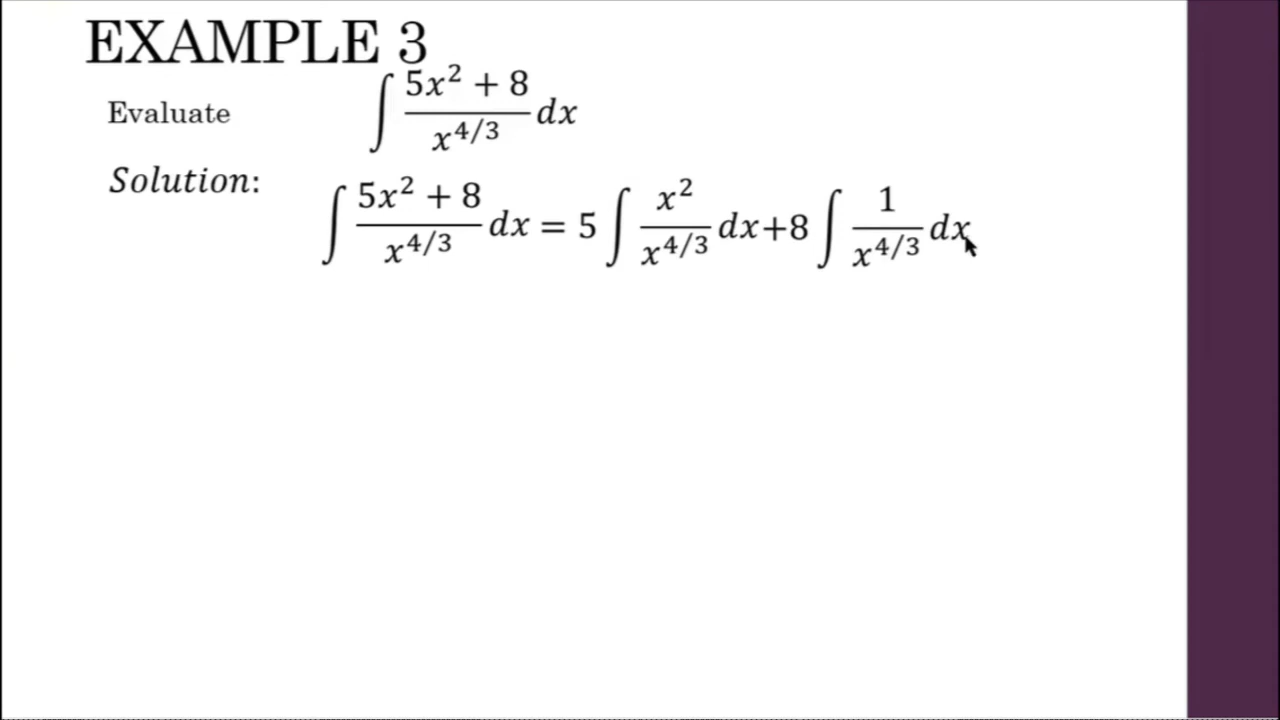 EXAMPLE 3
Evaluate ∫ (5x² + 8)/x^{4/3} dx
Solution:
∫ (5x² + 8)/x^{4/3} dx = 5 ∫ x²/x^{4/3} dx+8 ∫ 1/x^{4/3} dx